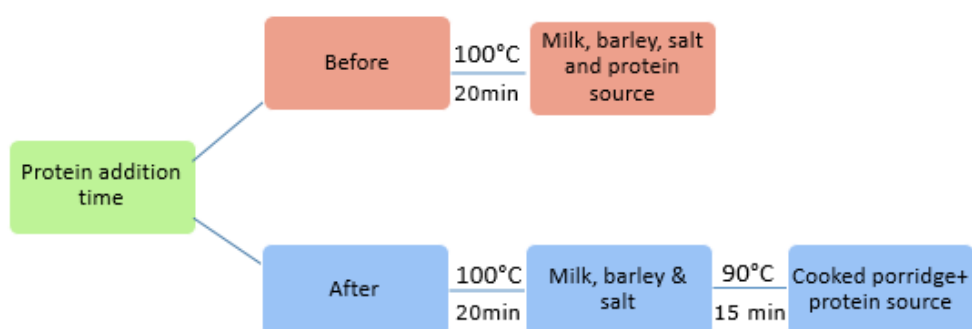 Protein addition
time
Before
100°C
20min
Milk, barley, salt
and protein
source
After
100°C
20min
Milk, barley &
salt
90°C
15 min
Cooked porridge+
protein source